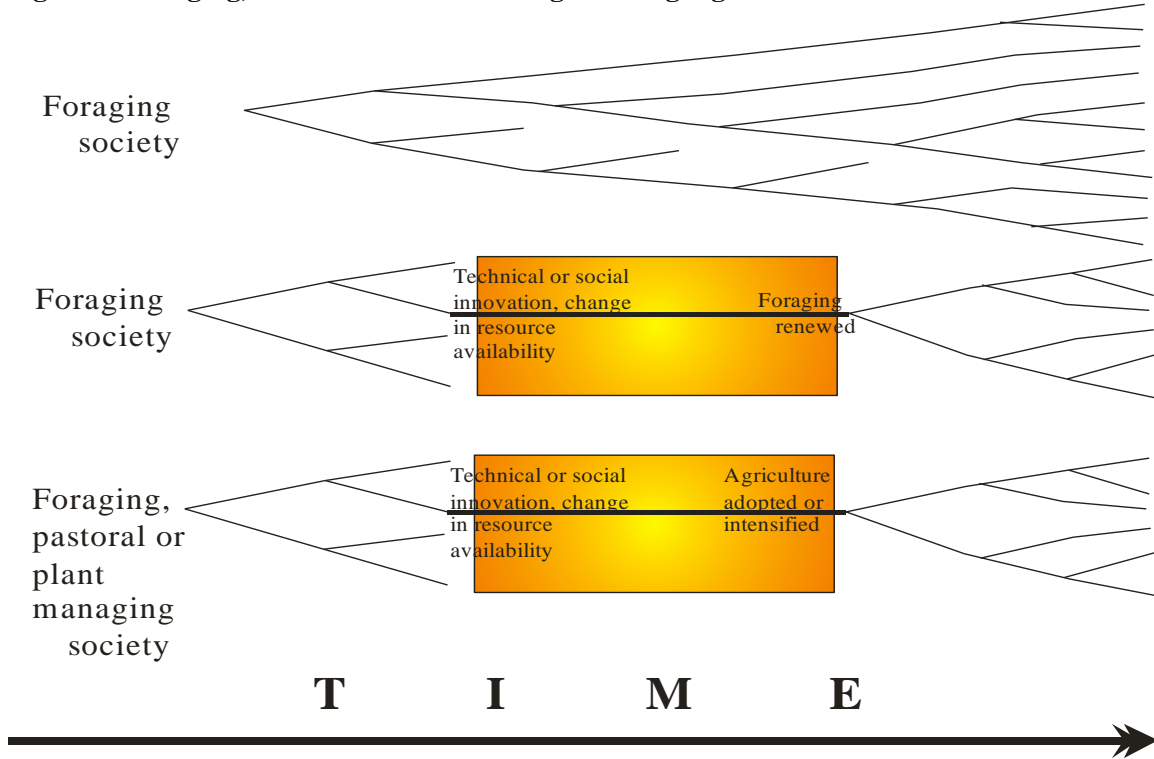 Foraging
society
Foraging
society
Technical or social
innovation, change
in resource
availability
Foraging
renewed
Foraging,
pastoral or
plant
managing
society
Technical or social
innovation, change
in resource
availability
Agriculture
adopted or
intensified
T I M E